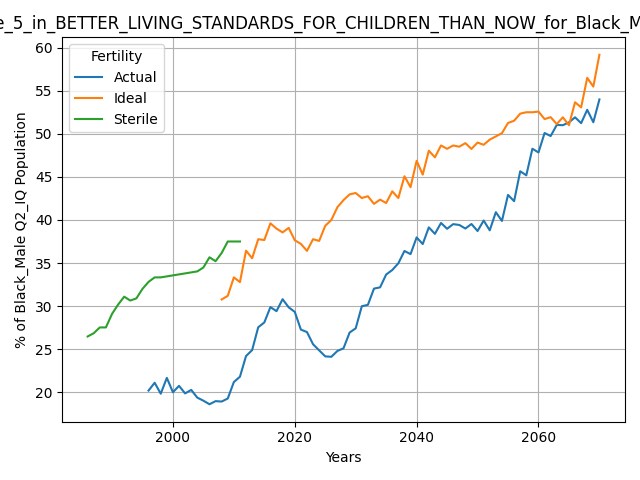 e_5_in_BETTER_LIVING_STANDARDS_FOR_CHILDREN_THAN_NOW_for_Black_M
Fertility
Actual
Ideal
Sterile
% of Black_Male Q2_IQ Population
60
55
50
45
40
35
30
25
20
2000
2020
2040
2060
Years